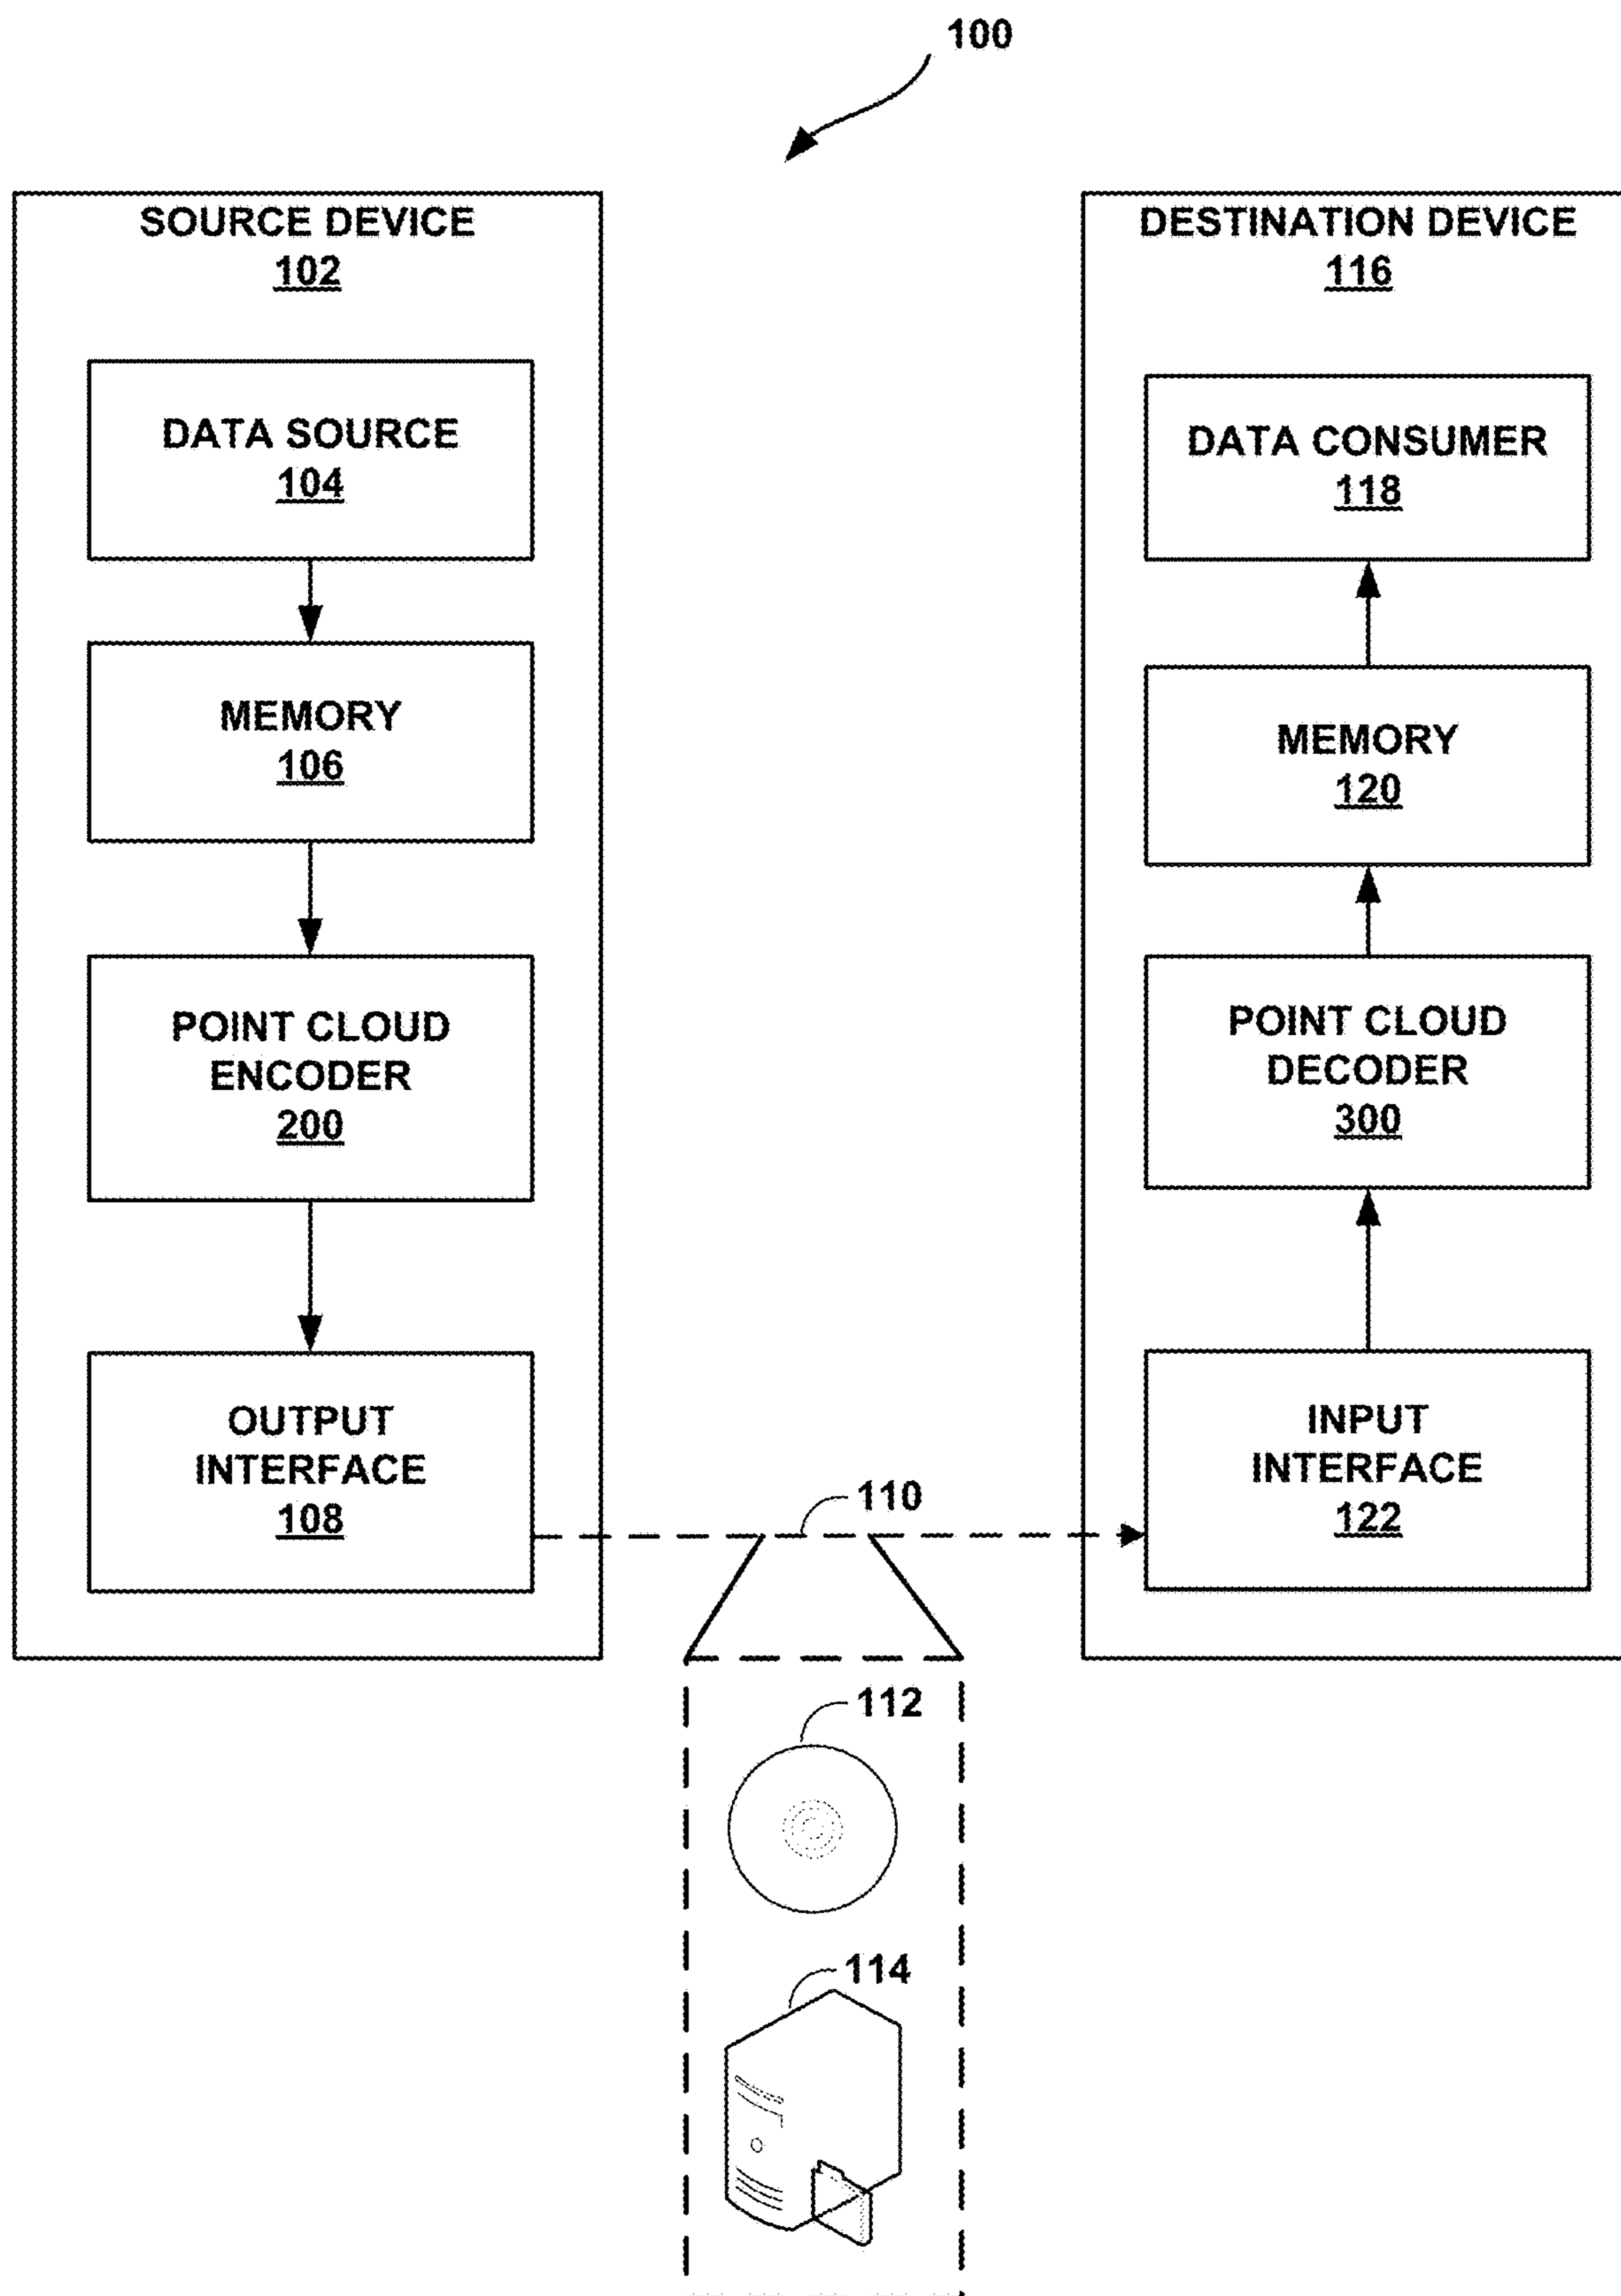 100
SOURCE DEVICE
102
DATA SOURCE
104
MEMORY
106
POINT CLOUD
ENCODER
200
OUTPUT
INTERFACE
108
DESTINATION DEVICE
116
DATA CONSUMER
118
MEMORY
120
POINT CLOUD
DECODER
300
INPUT
INTERFACE
122
110
112
114